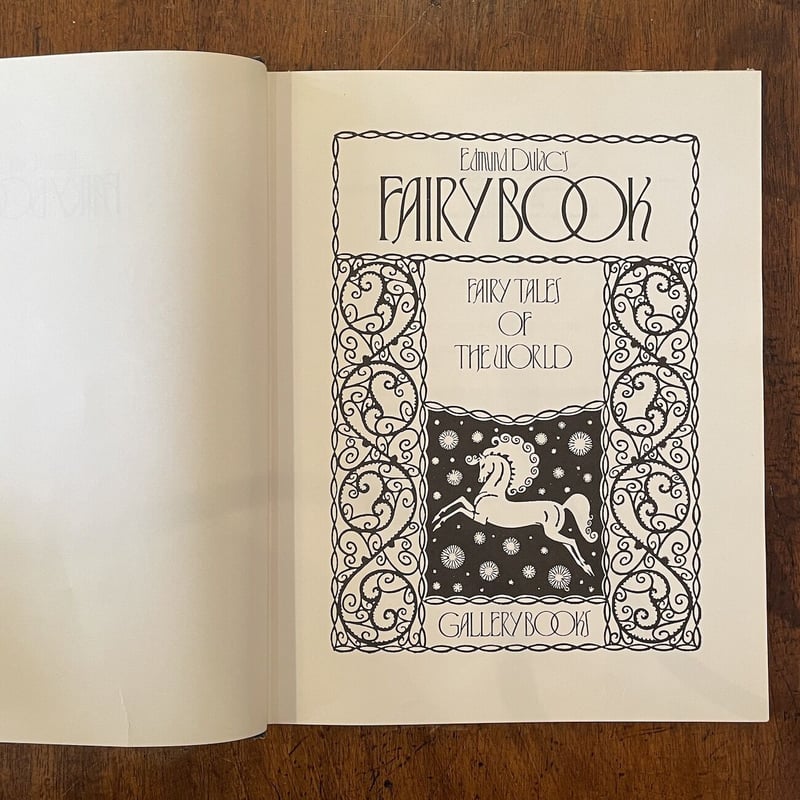 Edmund Dulac's
FAIRY BOOK
FAIRY TALES
OF
THE WORLD
GALLERY BOOKS